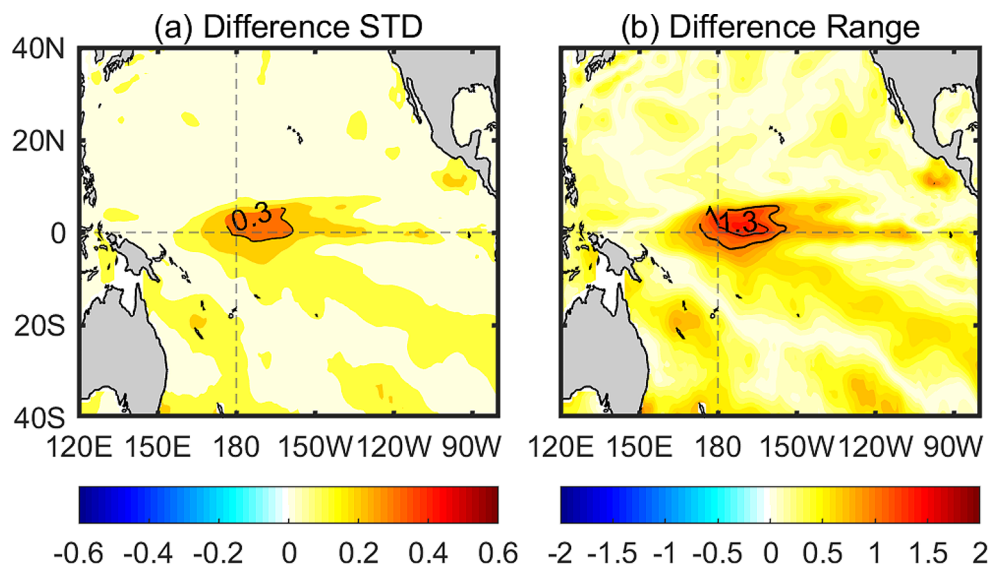 (a) Difference STD
(b) Difference Range
40N
20N
0
20S
40S
0.3
1
1.3
120E 150E 180 150W 120W 90W
120E 150E 180 150W 120W 90W
-0.6 -0.4 -0.2 0 0.2 0.4 0.6
-2 -1.5 -1 -0.5 0 0.5 1 1.5 2